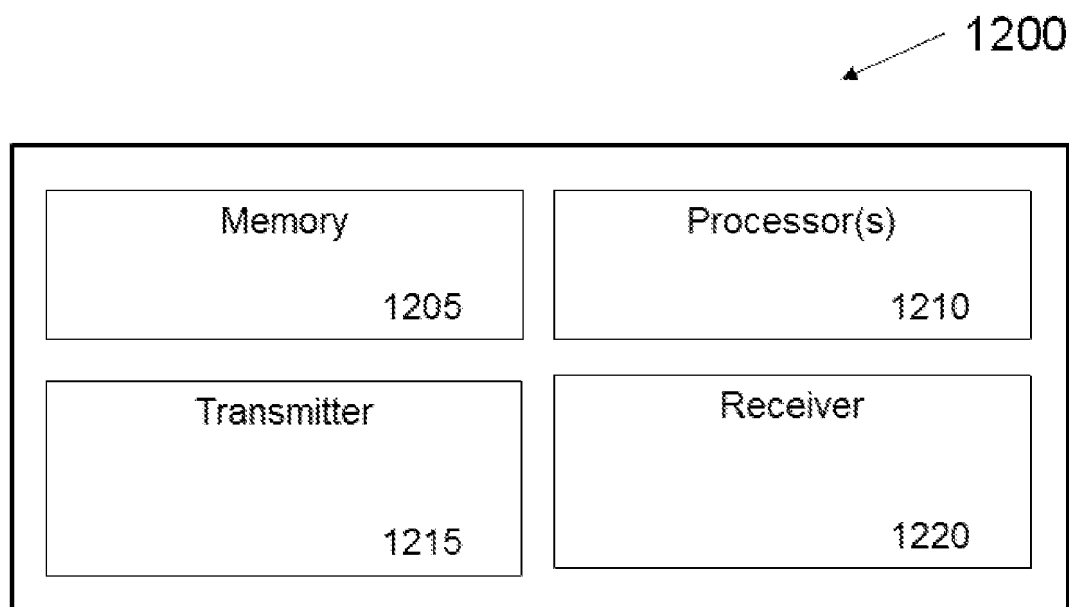 1200
Memory
1205
Processor(s)
1210
Transmitter
1215
Receiver
1220